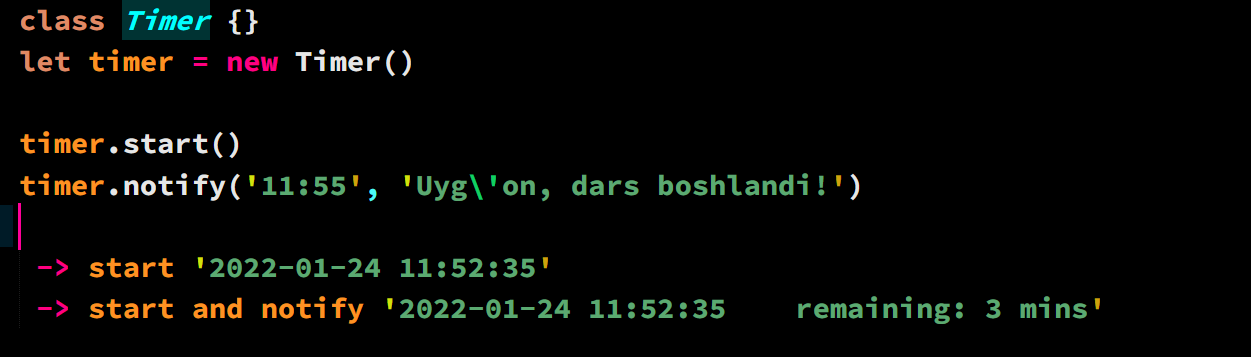 class Timer {}
let timer = new Timer()
timer.start()
timer.notify('11:55', 'Uyg\'on, dars boshlandi!')
-> start '2022-01-24 11:52:35'
-> start and notify '2022-01-24 11:52:35    remaining: 3 mins'